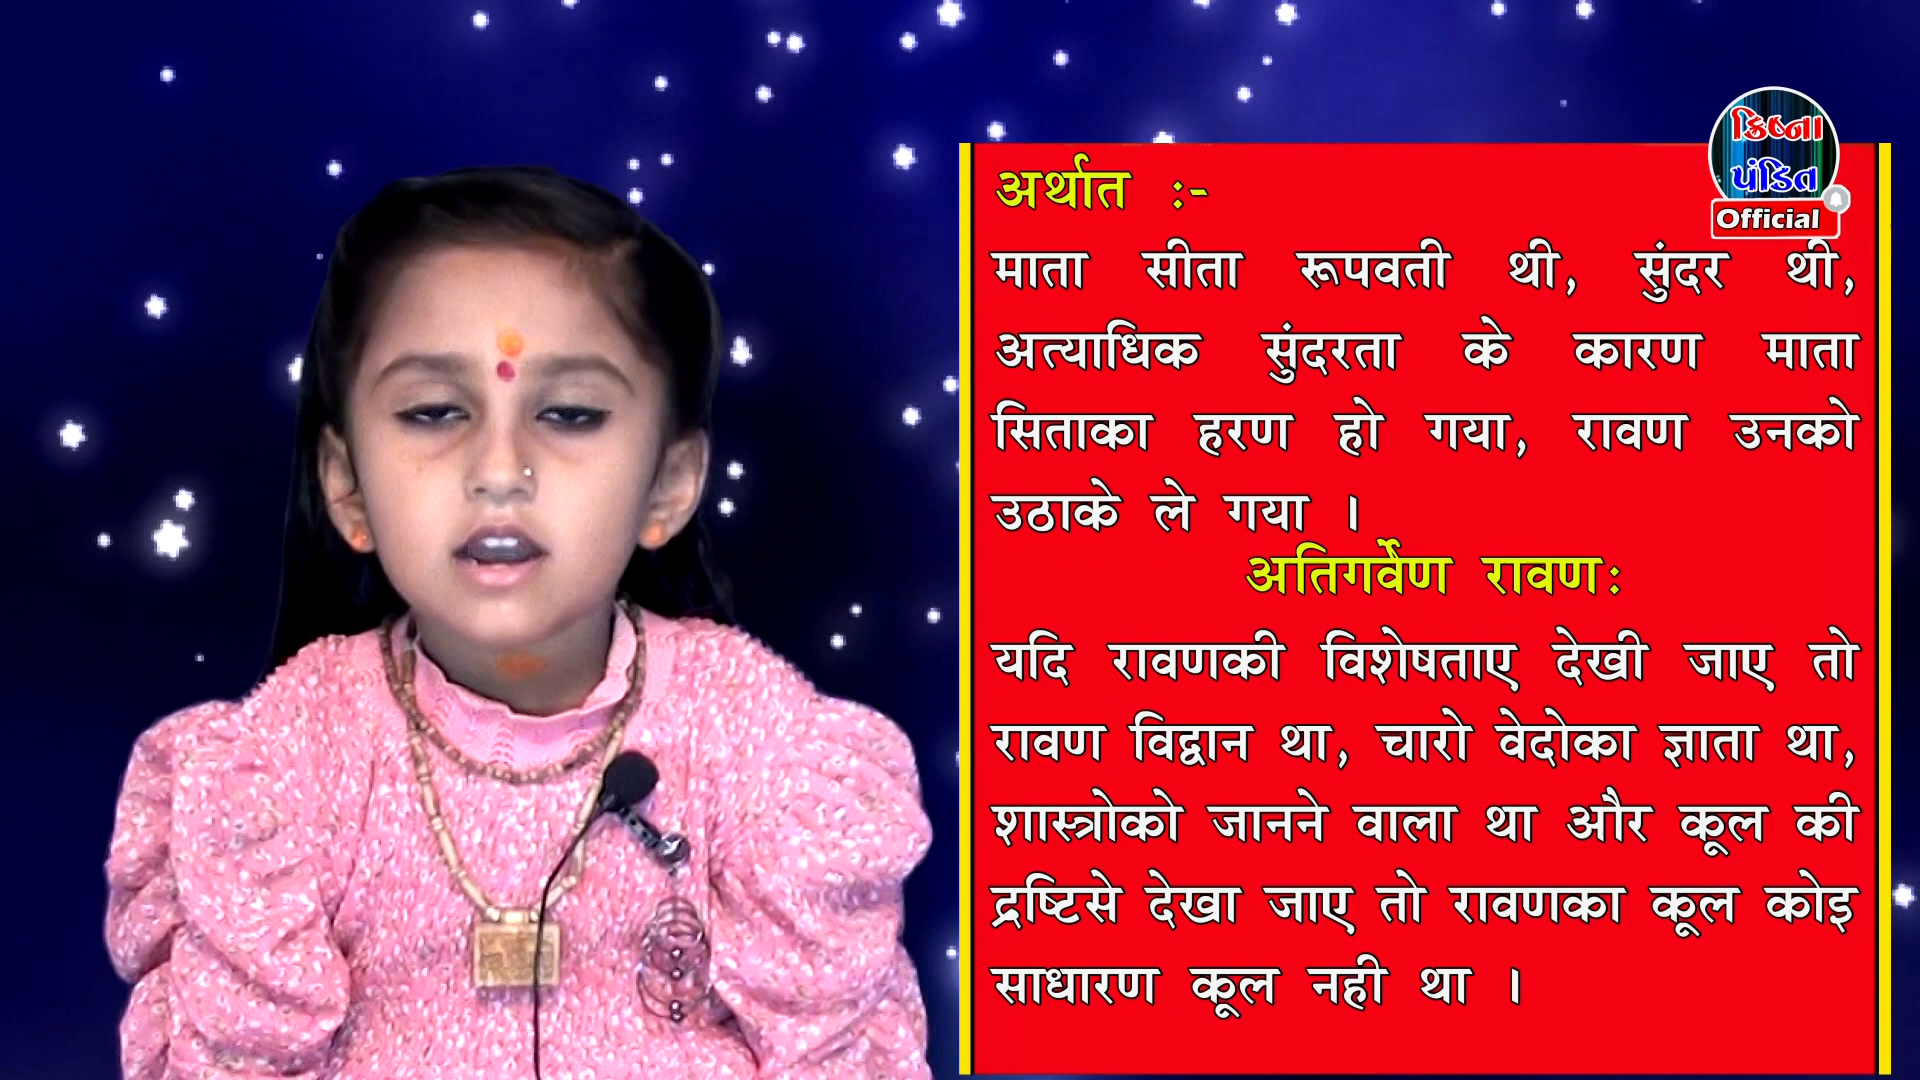 ક્રિષ્ના
પંડિત
Official
अर्थात :-
माता सीता रूपवती थी, सुंदर थी,
अत्याधिक सुंदरता के कारण माता
सिताका हरण हो गया, रावण उनको
उठाके ले गया ।
अतिगर्वेण रावणः
यदि रावणकी विशेषताए देखी जाए तो
रावण विद्वान था, चारो वेदोका ज्ञाता था,
शास्त्रोको जानने वाला था और कूल की
द्रष्टिसे देखा जाए तो रावणका कूल कोइ
साधारण कूल नही था ।